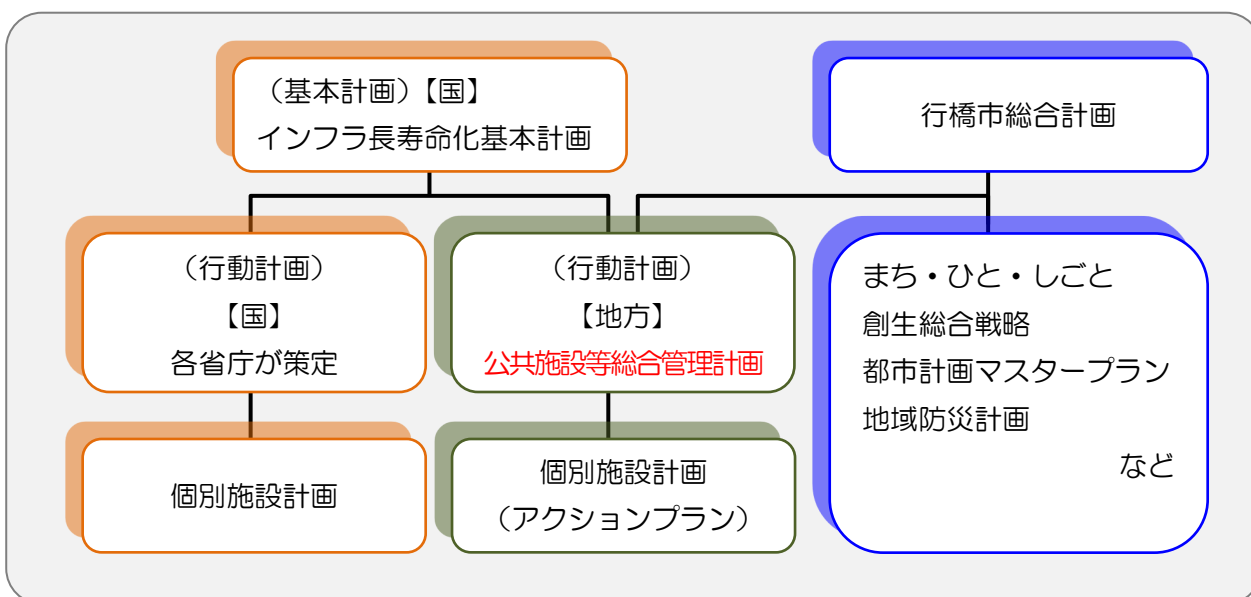 （基本計画）【国】
インフラ長寿命化基本計画
行橋市総合計画
（行動計画）
【国】
各省庁が策定
（行動計画）
【地方】
公共施設等総合管理計画
まち・ひと・しごと
創生総合戦略
都市計画マスタープラン
地域防災計画
など
個別施設計画
個別施設計画
（アクションプラン）